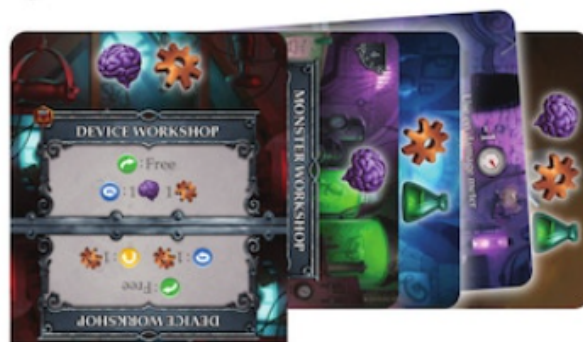 DEVICE WORKSHOP
:Free
:1 1
:1 :1
:Free
DEVICE WORKSHOP
MONSTER WORKSHOP